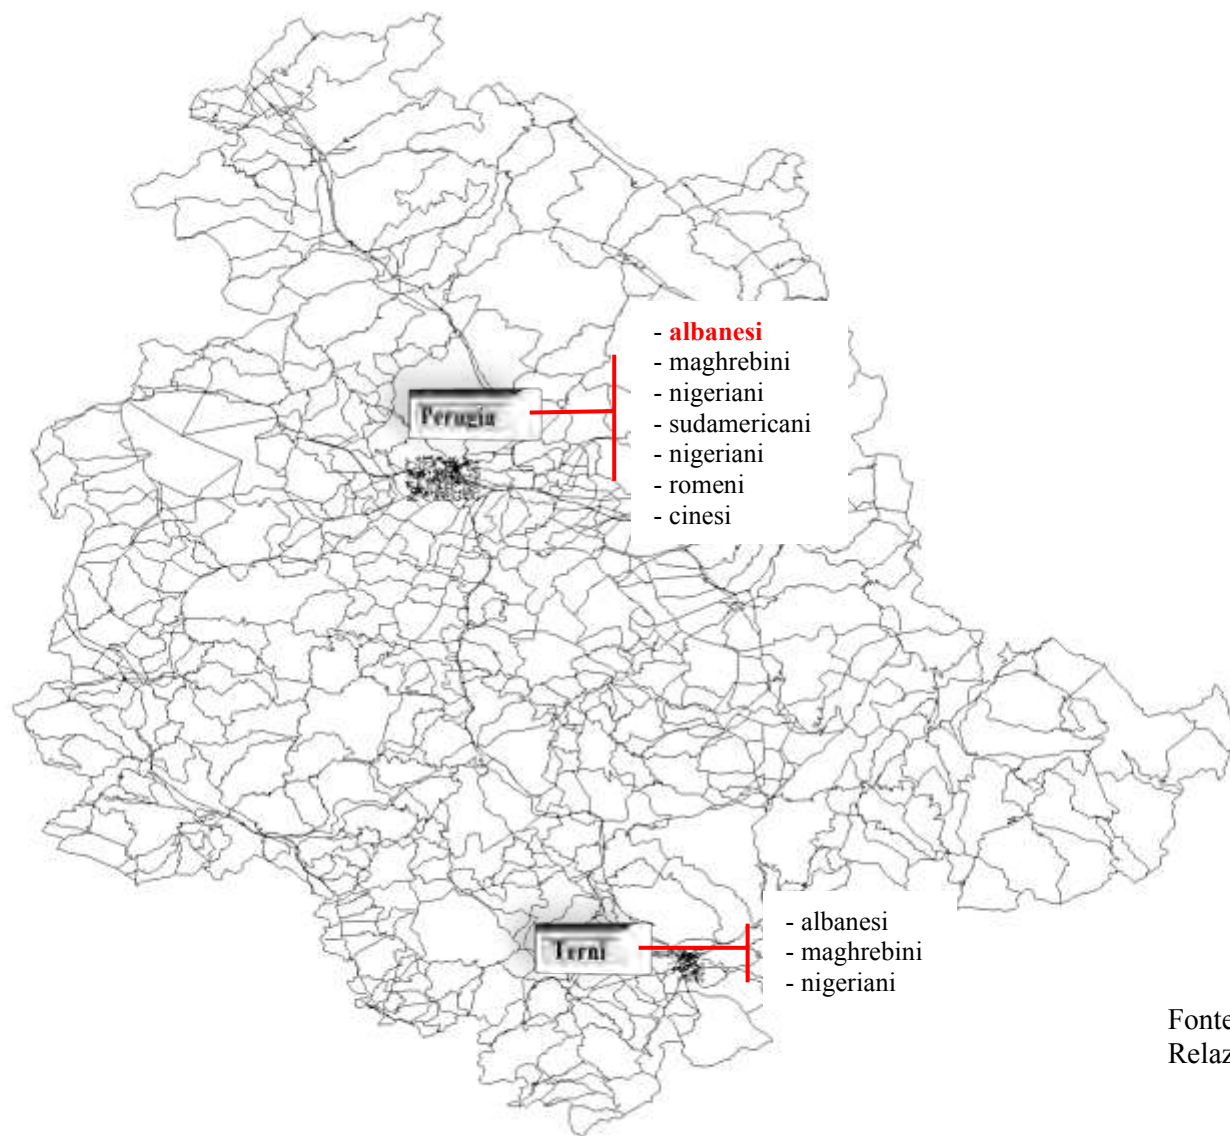 - albanesi
- maghrebini
- nigeriani
- sudamericani
- nigeriani
- romeni
- cinesi
Perugia
- albanesi
- maghrebini
- nigeriani
Terni
Fonte
Relaz